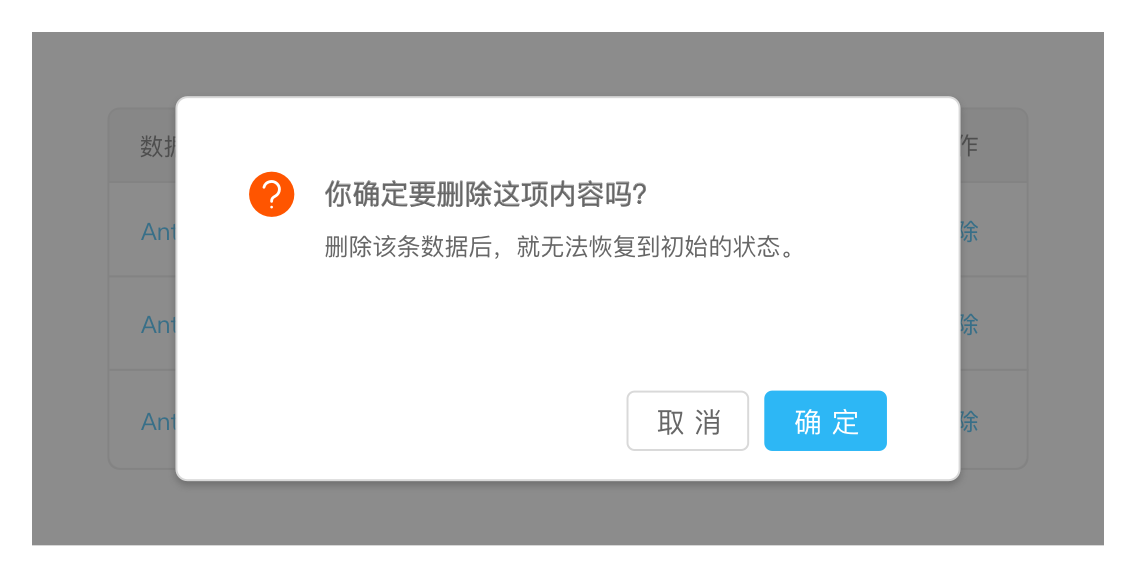 数据
作
你确定要删除这项内容吗?
删除该条数据后，就无法恢复到初始的状态。
Ant
除
Ant
除
Ant
除
取 消
确 定